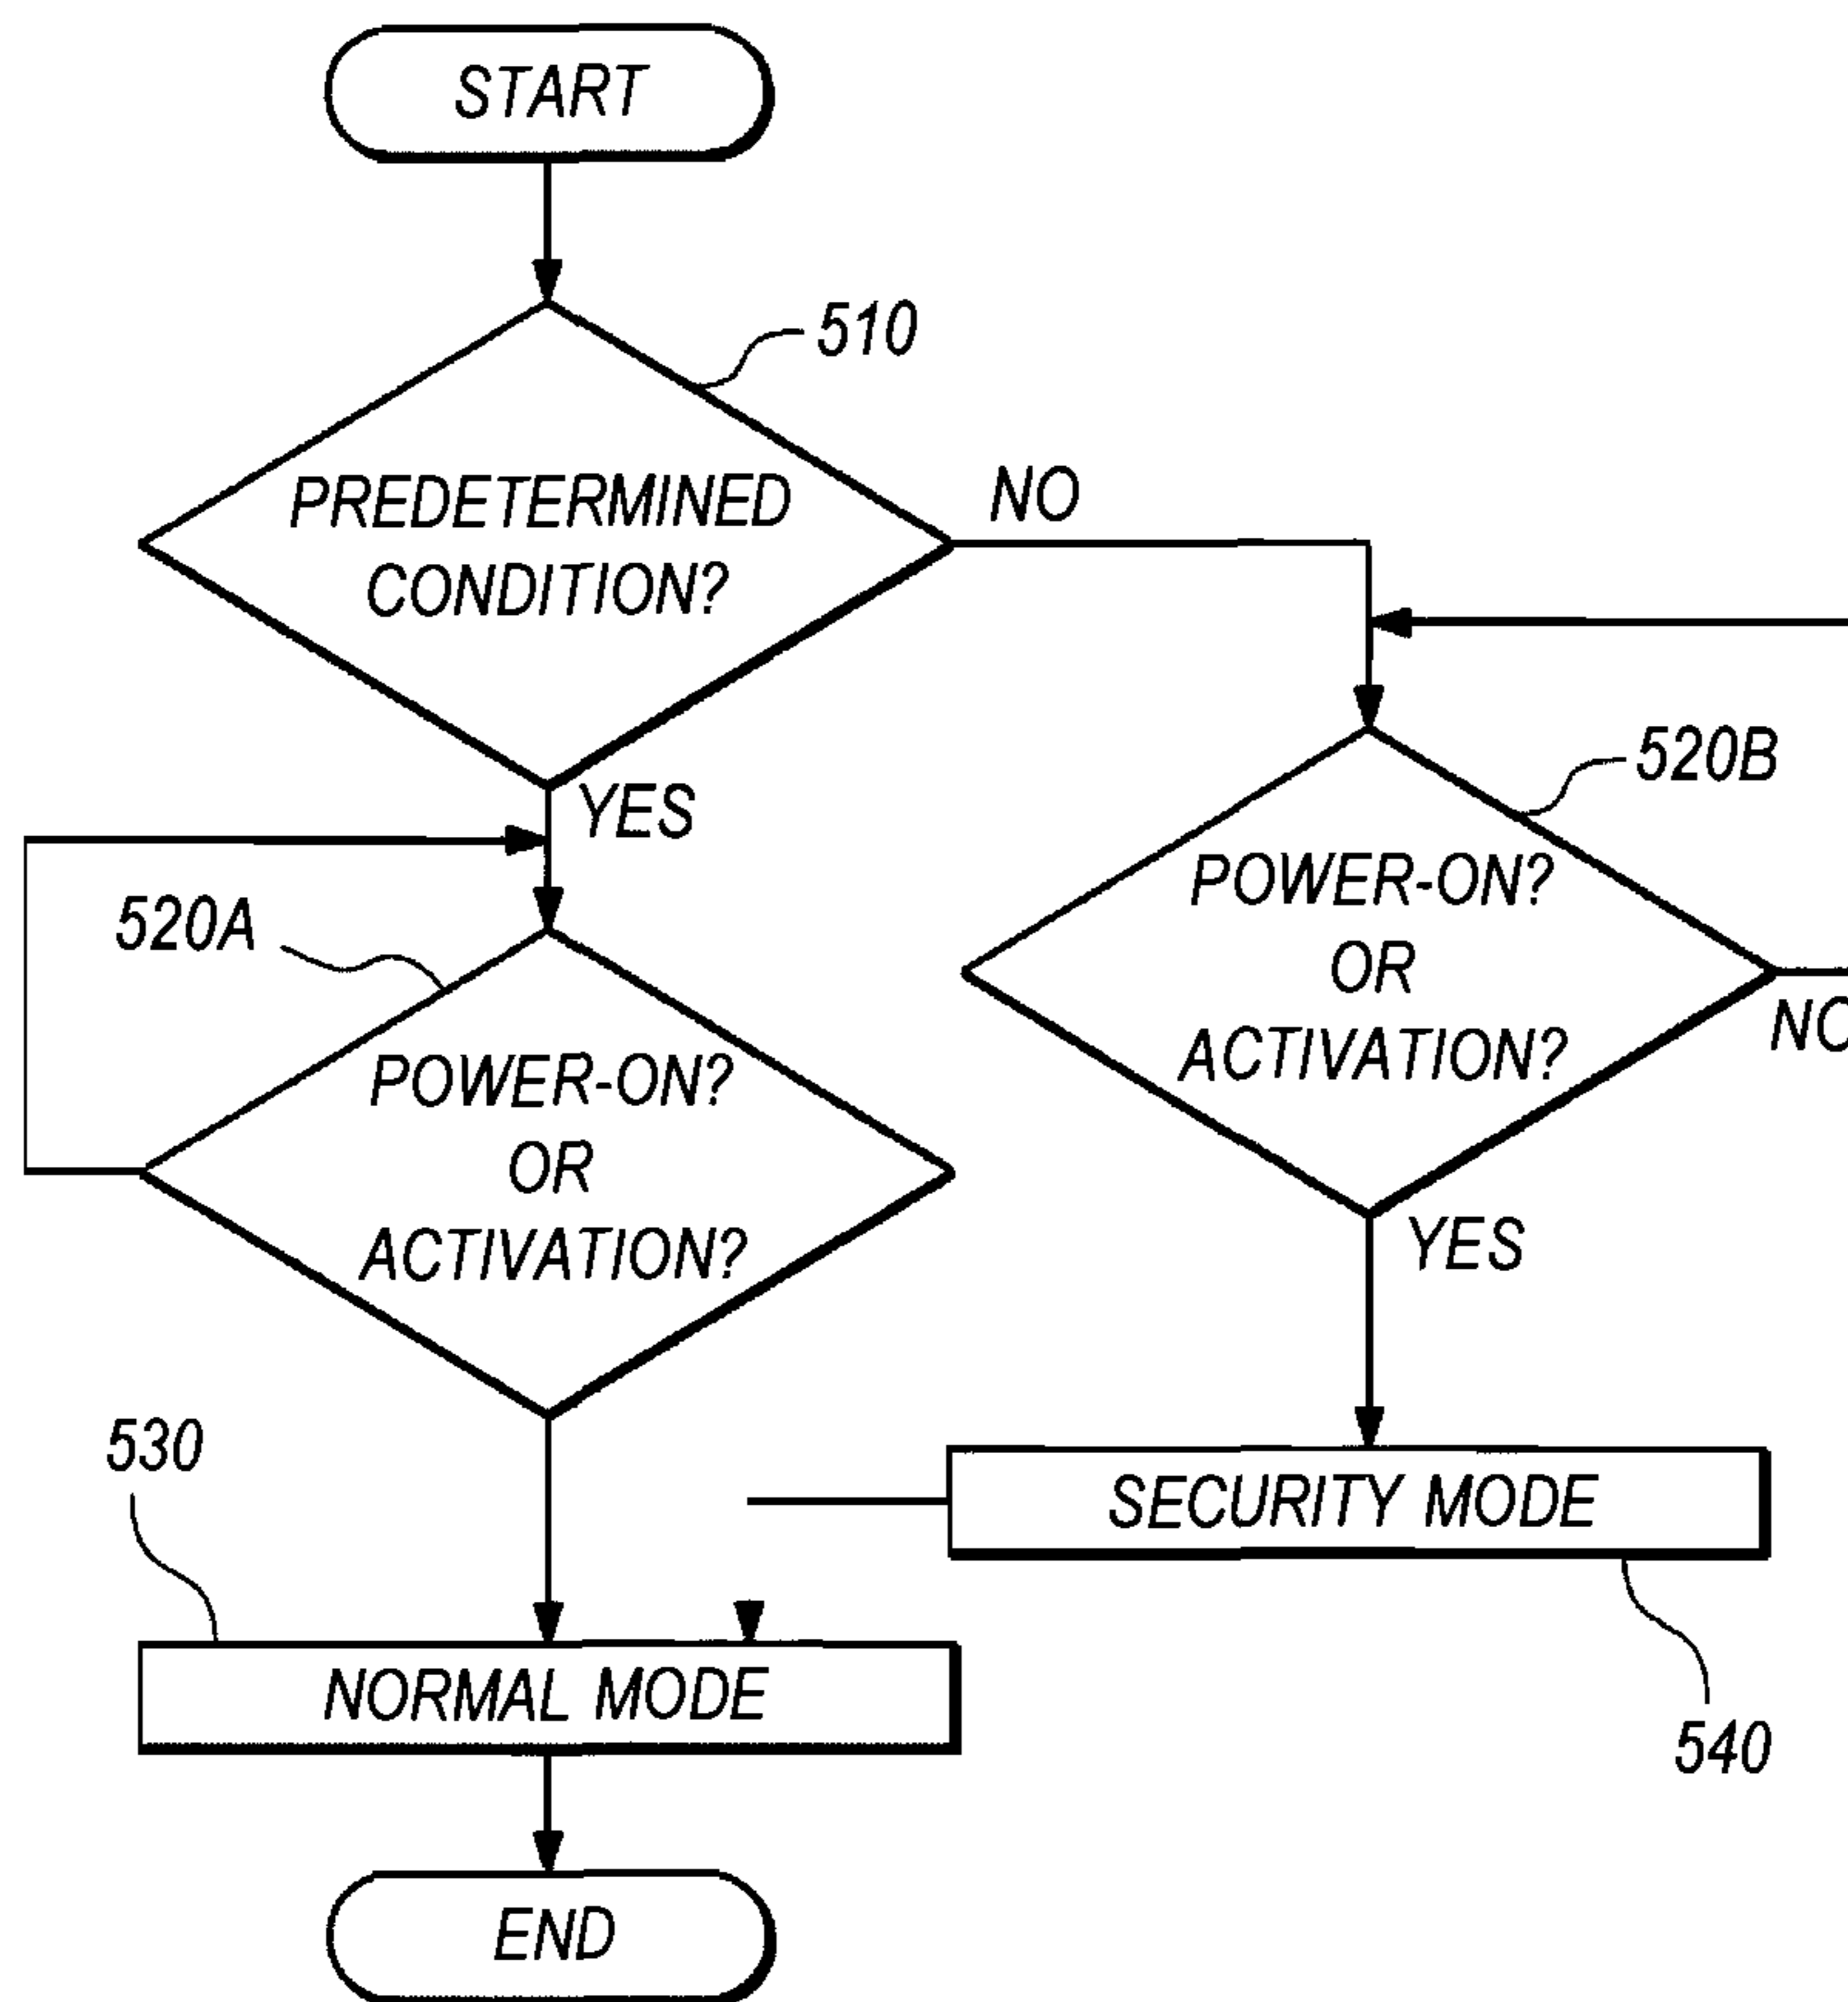 START
510
PREDETERMINED
CONDITION?
NO
YES
520B
POWER-ON?
OR
ACTIVATION?
NO
520A
POWER-ON?
OR
ACTIVATION?
YES
530
SECURITY MODE
NORMAL MODE
540
END